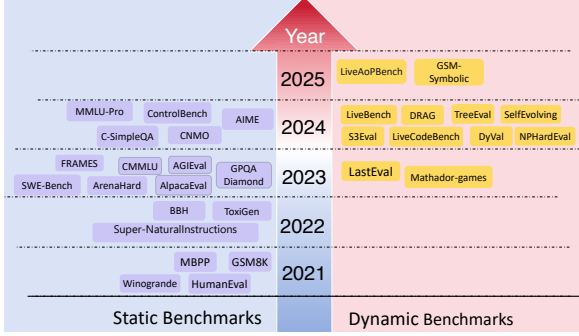 Year
2025
LiveAoPBench
GSM-
Symbolic
MMLU-Pro
ControlBench
AIME
C-SimpleQA
CNMO
2024
LiveBench
DRAG
TreeEval
SelfEvolving
S3Eval
LiveCodeBench
DyVal
NPHardEval
FRAMES
CMMLU
AGIEval
GPQA
Diamond
SWE-Bench
ArenaHard
AlpacaEval
2023
LastEval
Mathador-games
BBH
ToxiGen
Super-NaturalInstructions
2022
MBPP
GSM8K
Winogrande
HumanEval
2021
Static Benchmarks
Dynamic Benchmarks